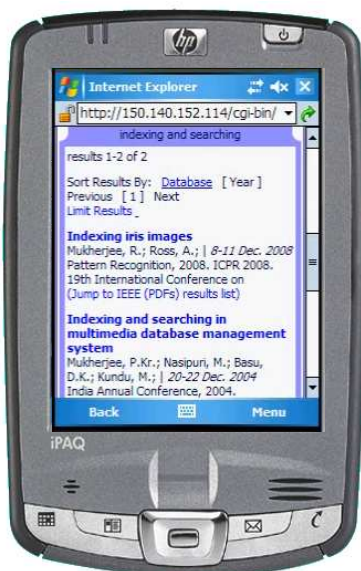 hp
Internet Explorer
http://150.140.152.114/cgi-bin/
indexing and searching
results 1-2 of 2
Sort Results By: Database [ Year ]
Previous [ 1 ] Next
Limit Results
Indexing iris images
Mukherjee, R.; Ross, A.; | 8-11 Dec. 2008
Pattern Recognition, 2008. ICPR 2008.
19th International Conference on
(Jump to IEEE (PDFs) results list)
Indexing and searching in
multimedia database management
system
Mukherjee, P.Kr.; Nasipuri, M.; Basu,
D.K.; Kundu, M.; | 20-22 Dec. 2004
India Annual Conference, 2004.
Back Menu
iPAQ